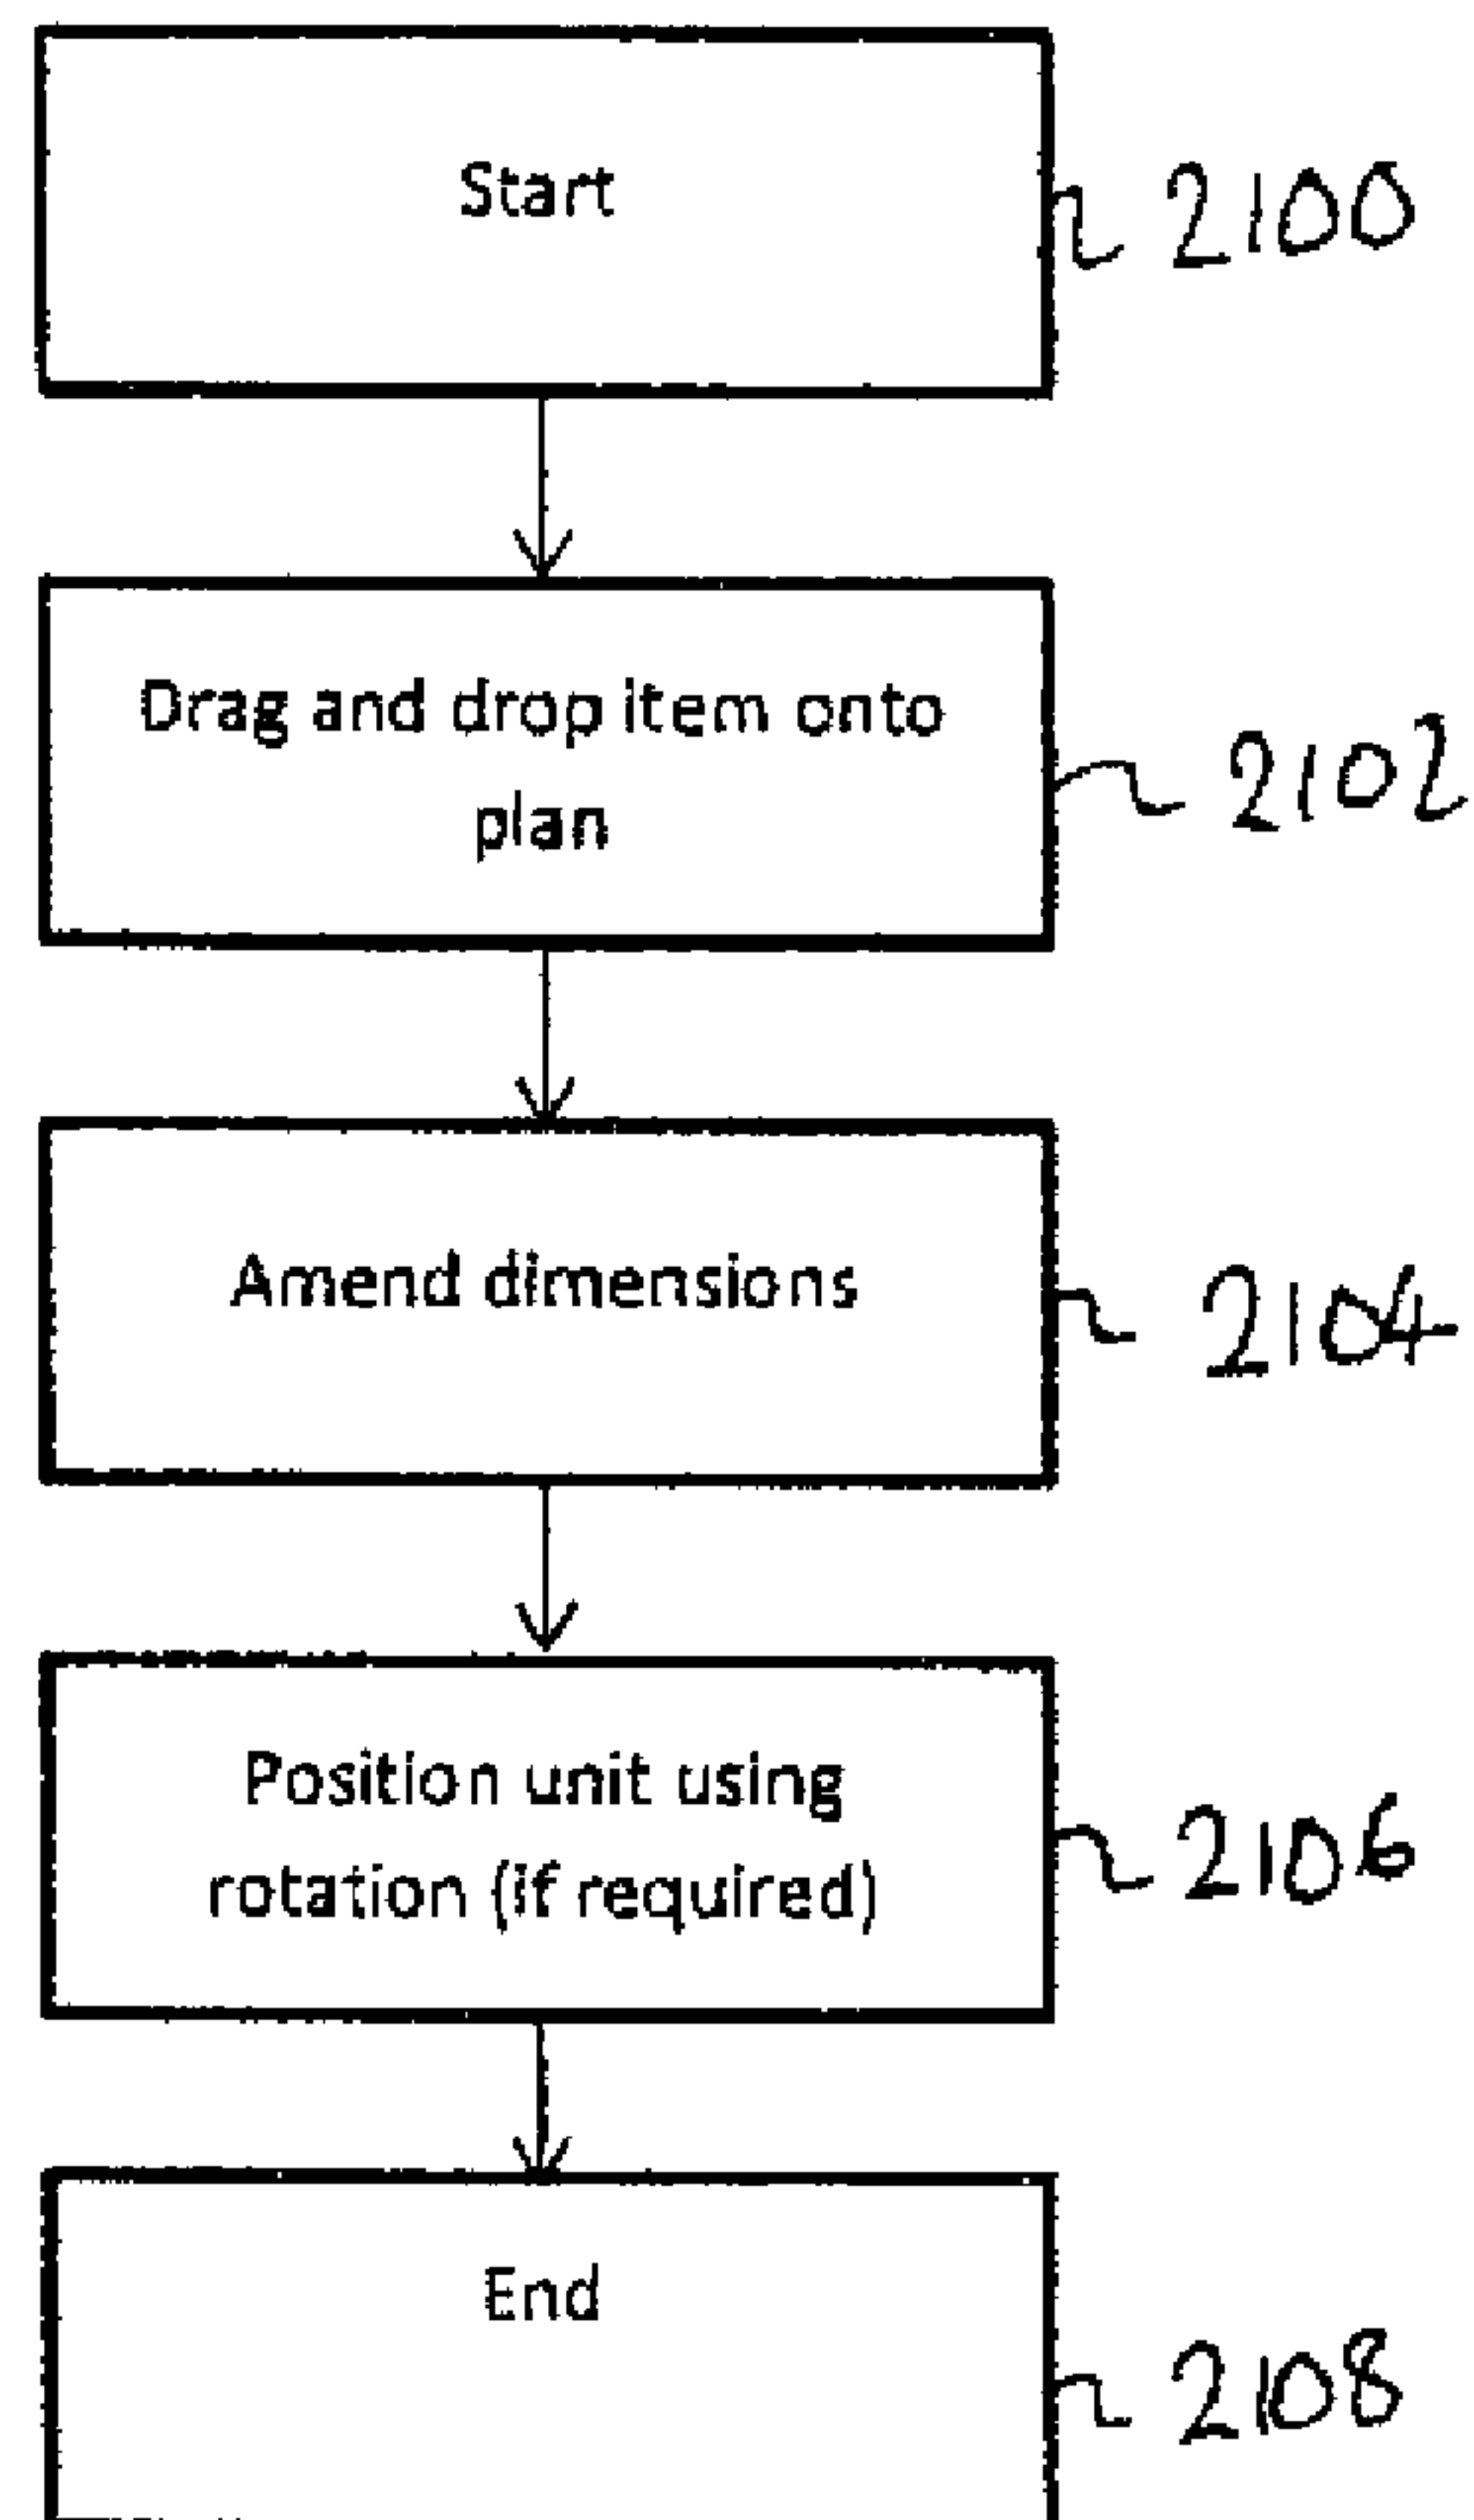 Start
2100
Drag and drop item onto
plan
2102
Amend dimensions
2104
Position unit using
rotation (if required)
2106
End
2108